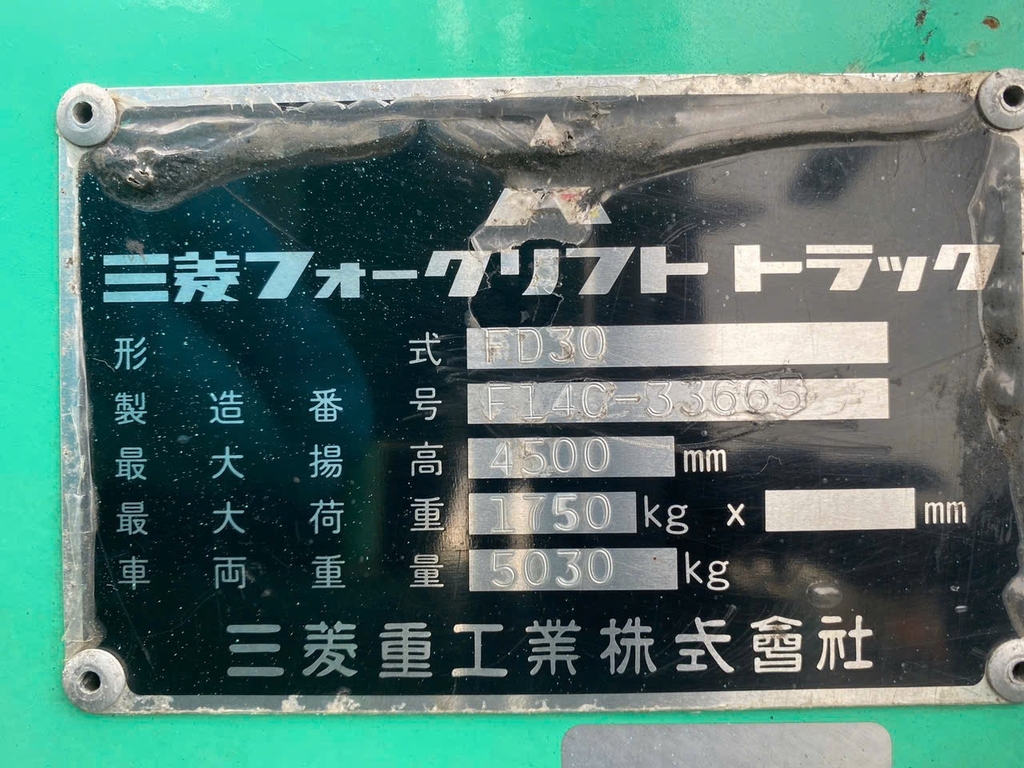 三菱フォークリフト トラック
形式 FD30
製造番号 F14C-33665
最大揚高 4500 mm
最大荷重 1750 kg x mm
車両重量 5030 kg
三菱重工業株式會社